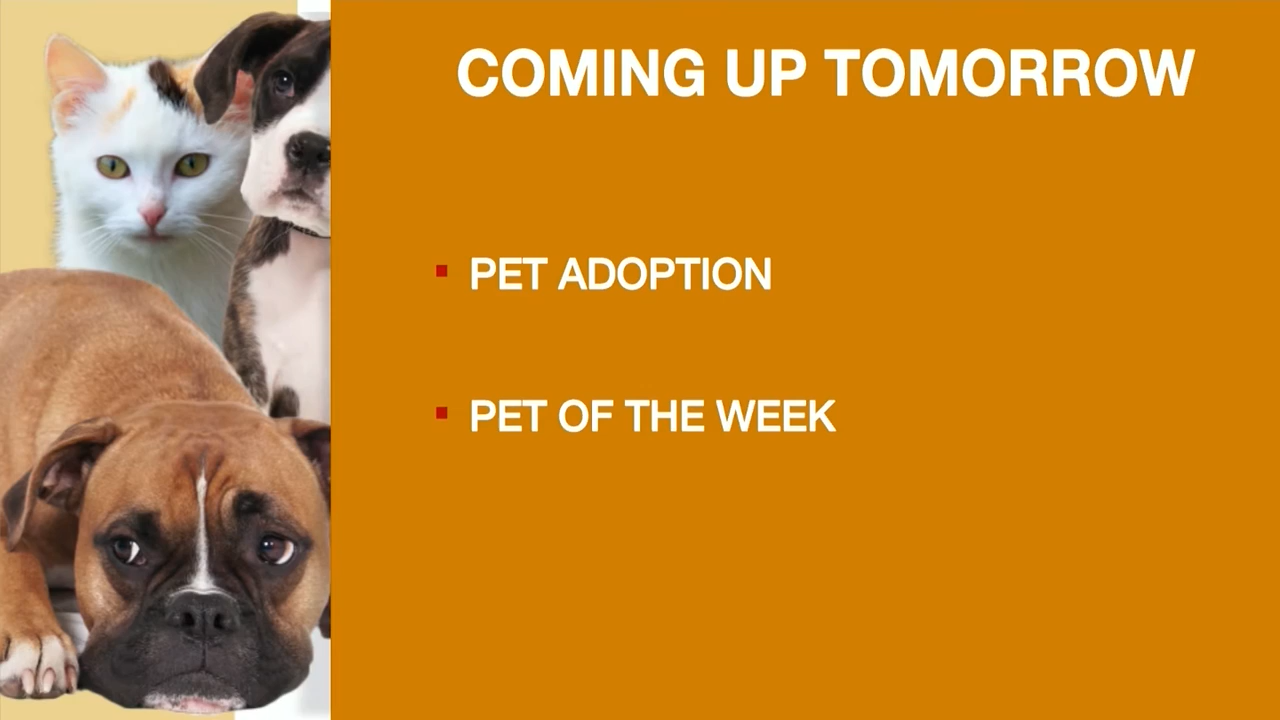 COMING UP TOMORROW
PET ADOPTION
PET OF THE WEEK